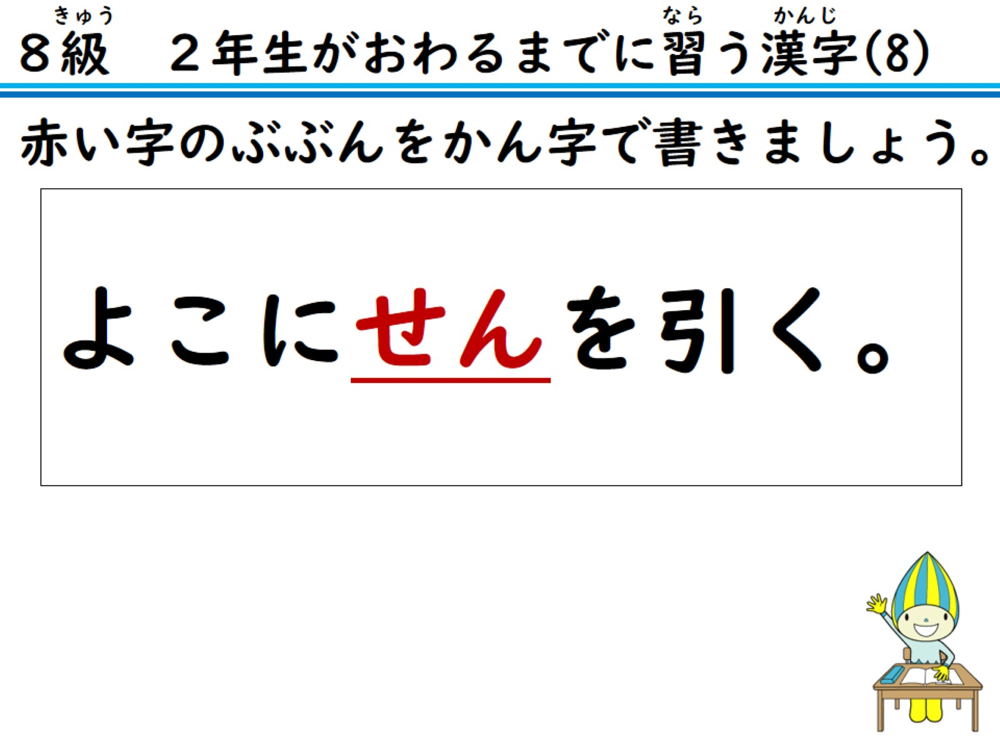 きゅう なら かんじ
８級　２年生がおわるまでに習う漢字(8)
赤い字のぶぶんをかん字で書きましょう。
よこにせんを引く。